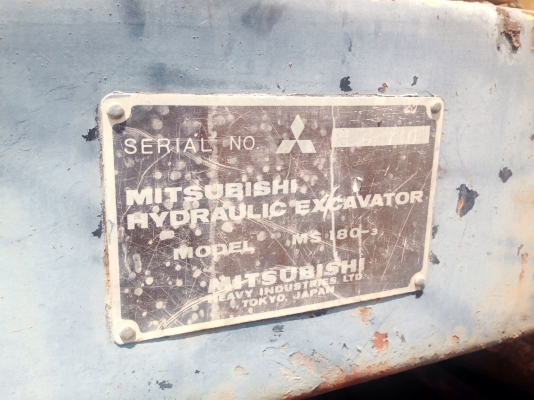 SERIAL NO.
MITSUBISHI
HYDRAULIC EXCAVATOR
MODEL MS180-3
MITSUBISHI
HEAVY INDUSTRIES LTD.
TOKYO, JAPAN